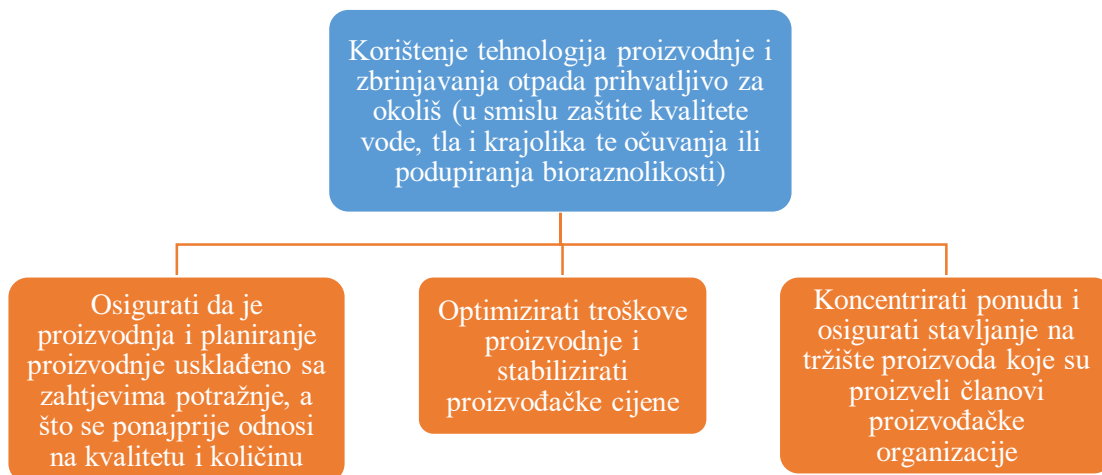 Korištenje tehnologija proizvodnje i
zbrinjavanja otpada prihvatljivo za
okoliš (u smislu zaštite kvalitete
vode, tla i krajolika te očuvanja ili
podupiranja bioraznolikosti)
Osigurati da je
proizvodnja i planiranje
proizvodnje usklađeno sa
zahtjevima potražnje, a
što se ponajprije odnosi
na kvalitetu i količinu
Optimizirati troškove
proizvodnje i
stabilizirati
proizvođačke cijene
Koncentrirati ponudu i
osigurati stavljanje na
tržište proizvoda koje su
proizveli članovi
proizvođačke
organizacije